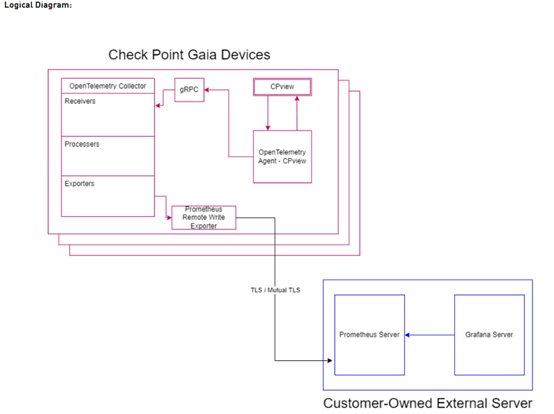 Logical Diagram:
Check Point Gaia Devices
OpenTelemetry Collector
Receivers
Processers
Exporters
gRPC
CPview
OpenTelemetry
Agent - CPview
Prometheus
Remote Write
Exporter
TLS / Mutual TLS
Prometheus Server
Grafana Server
Customer-Owned External Server